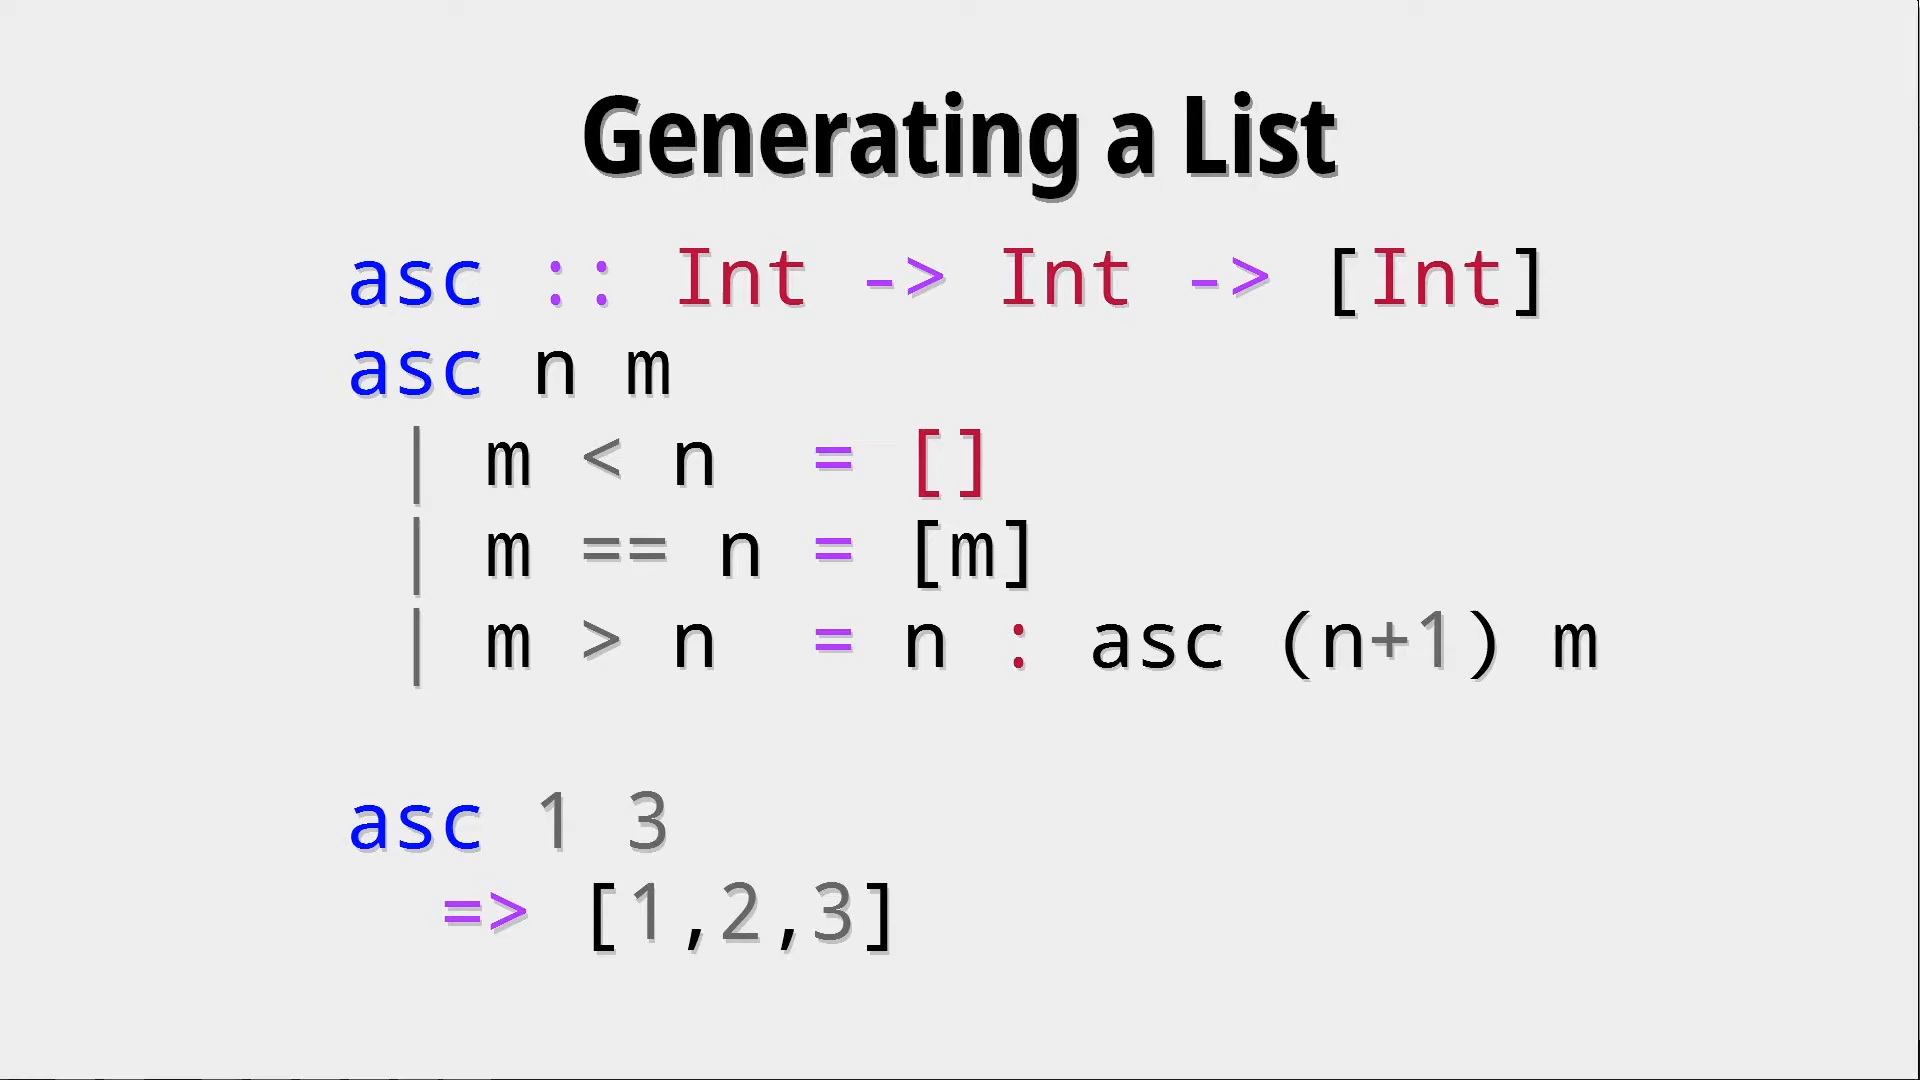 Generating a List
asc :: Int -> Int -> [Int]
asc n m
 | m < n  = []
 | m == n = [m]
 | m > n  = n : asc (n+1) m
asc 1 3
  => [1,2,3]